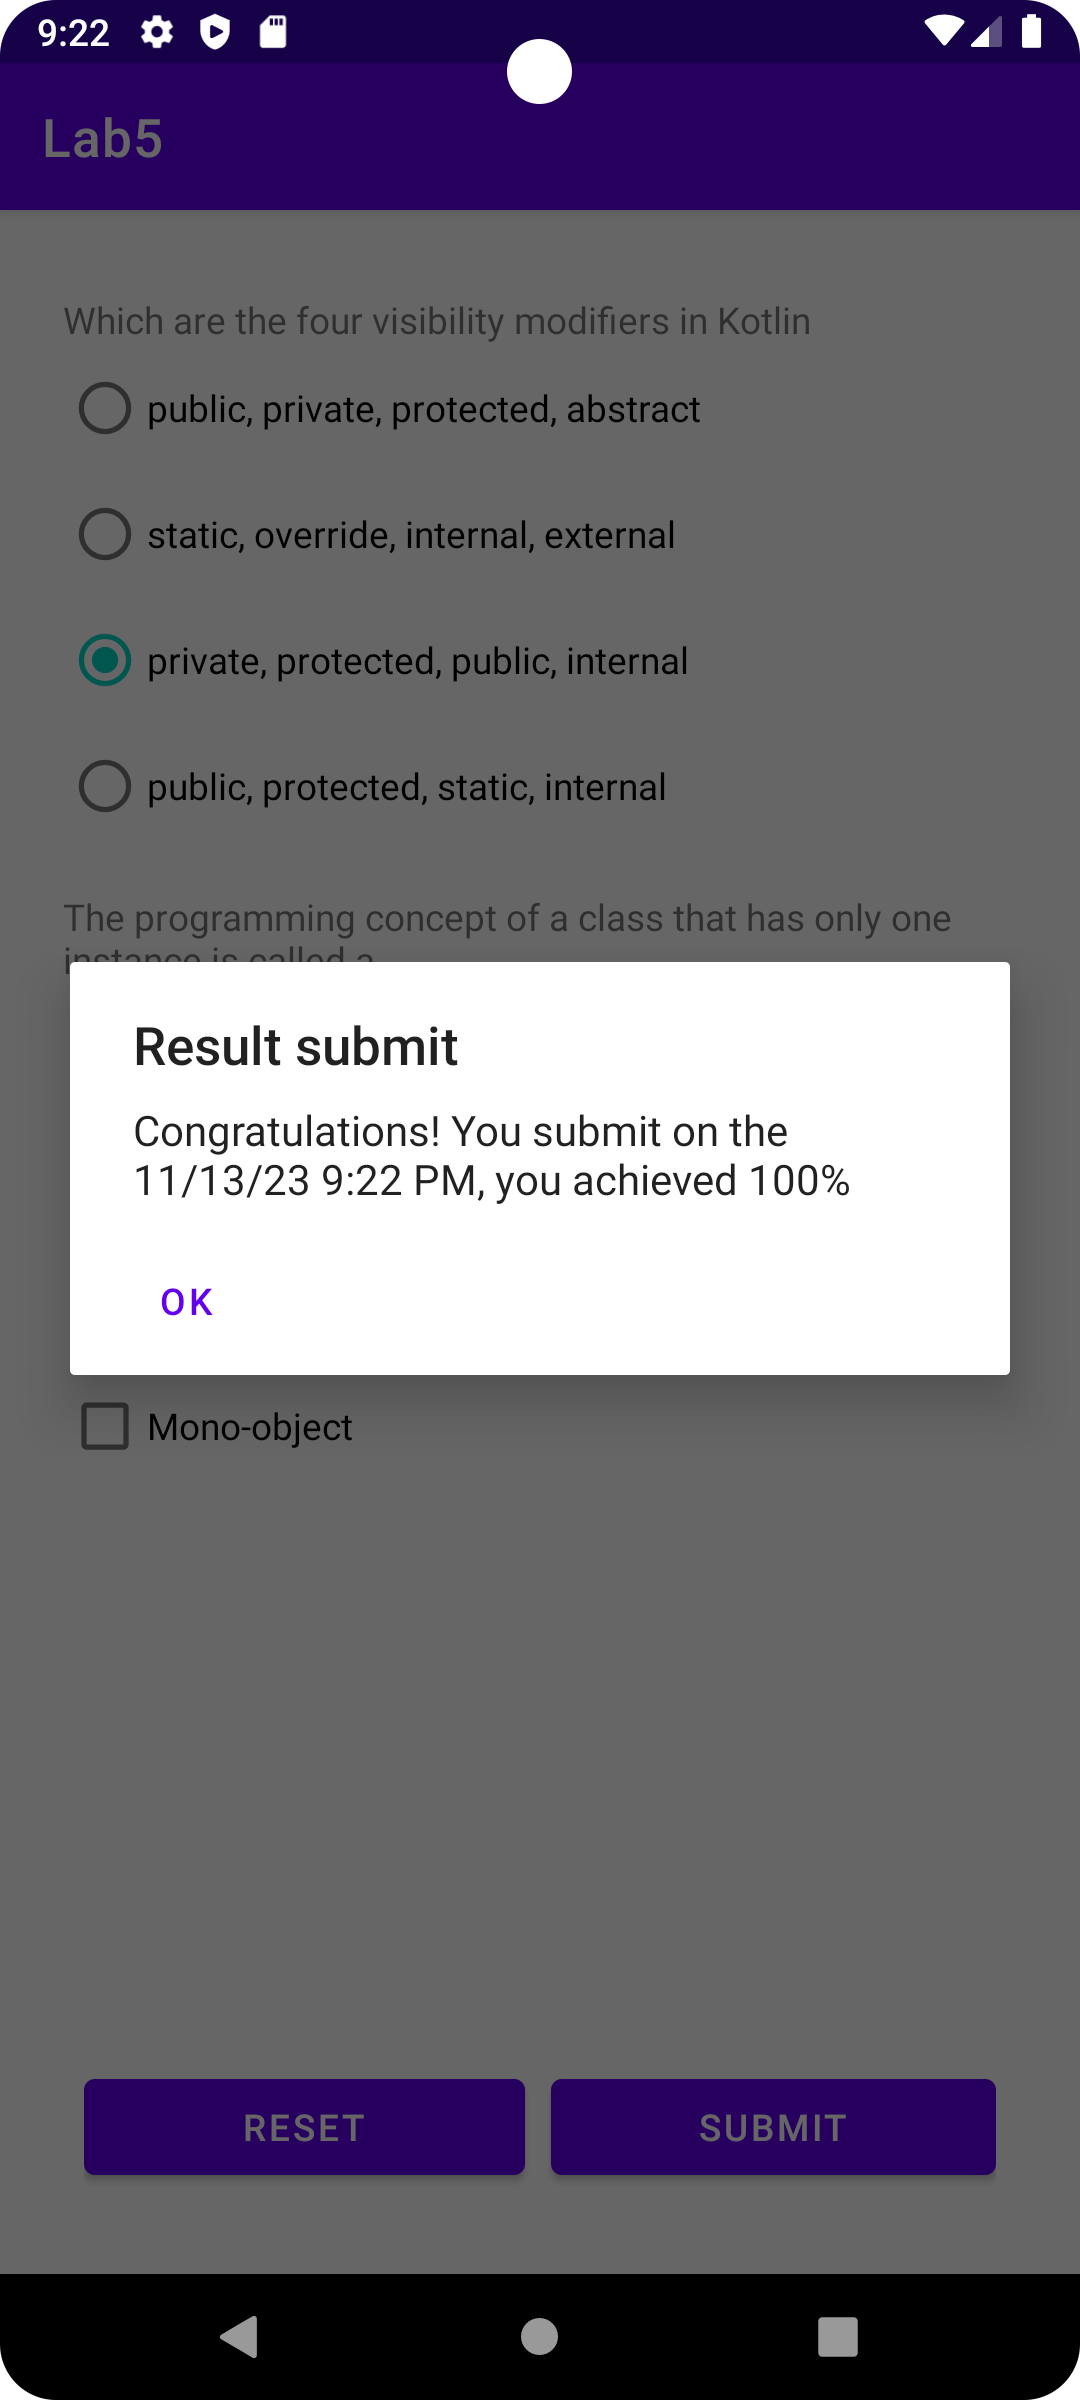 9:22
Lab5
Which are the four visibility modifiers in Kotlin
public, private, protected, abstract
static, override, internal, external
private, protected, public, internal
public, protected, static, internal
The programming concept of a class that has only one
instance is called a
Result submit
Congratulations! You submit on the
11/13/23 9:22 PM, you achieved 100%
OK
Mono-object
RESET
SUBMIT